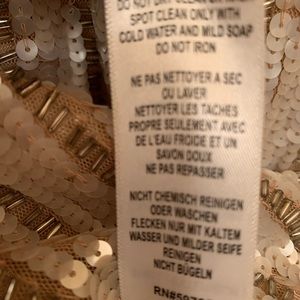 DO NOT DRY CLEAN OR
SPOT CLEAN ONLY WITH
COLD WATER AND MILD SOAP
DO NOT IRON
NE PAS NETTOYER A SEC
OU LAVER
NETTOYER LES TACHES
PROPRE SEULEMENT AVEC
DE L'EAU FROIDE ET UN
SAVON DOUX
NE PAS REPASSER
NICHT CHEMISCH REINIGEN
ODER WASCHEN
FLECKEN NUR MIT KALTEM
WASSER UND MILDER SEIFE
REINIGEN
NICHT BÜGELN